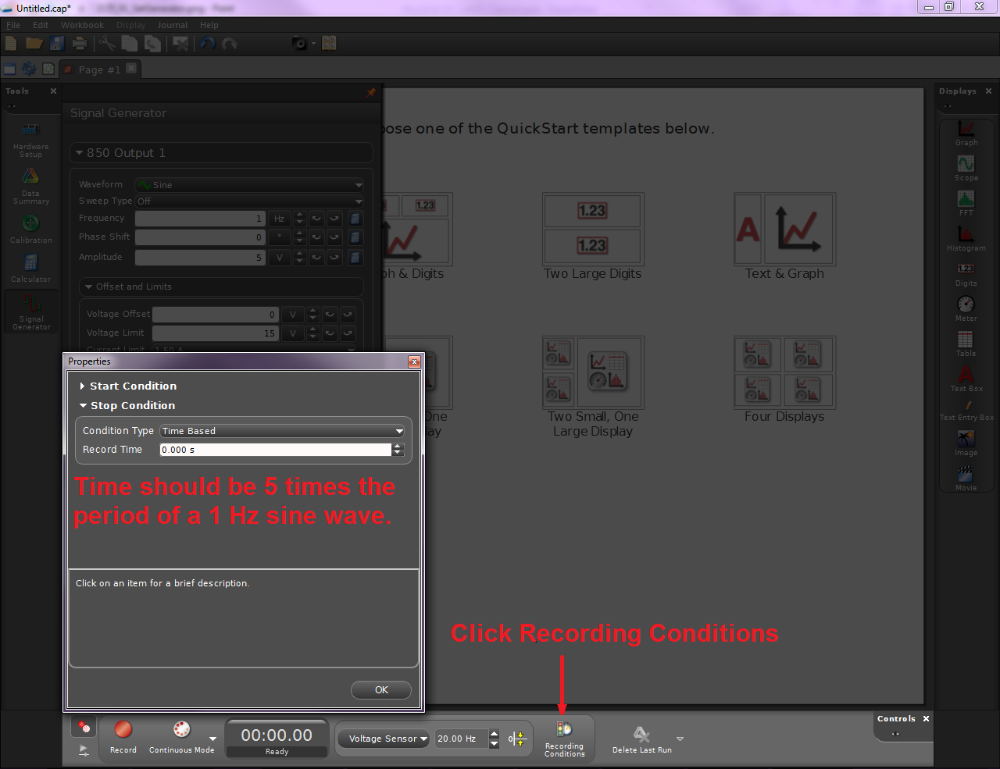 Untitled.cap*
File Edit Workbook Display Journal Help
Page #1
Tools
Signal Generator
850 Output 1
Waveform Sine
Sweep Type Off
Frequency 1 Hz
Phase Shift 0 °
Amplitude 5 V
Offset and Limits
Voltage Offset 0 V
Voltage Limit 15 V
Current Limit 1.50 A
Hardware
Setup
Data
Summary
Calibration
Calculator
Signal
Generator
oose one of the QuickStart templates below.
1.23
1.23
1.23
A
ph & Digits
Two Large Digits
Text & Graph
One
ay
Two Small, One
Large Display
Four Displays
Displays
Graph
Scope
FFT
Histogram
1.23
Digits
Meter
Table
A
Text Box
Text Entry Box
Image
Movie
Properties
Start Condition
Stop Condition
Condition Type Time Based
Record Time 0.000 s
Time should be 5 times the
period of a 1 Hz sine wave.
Click on an item for a brief description.
OK
Click Recording Conditions
Record
Continuous Mode
00:00.00
Ready
Voltage Sensor
20.00 Hz
Recording
Conditions
Delete Last Run
Controls